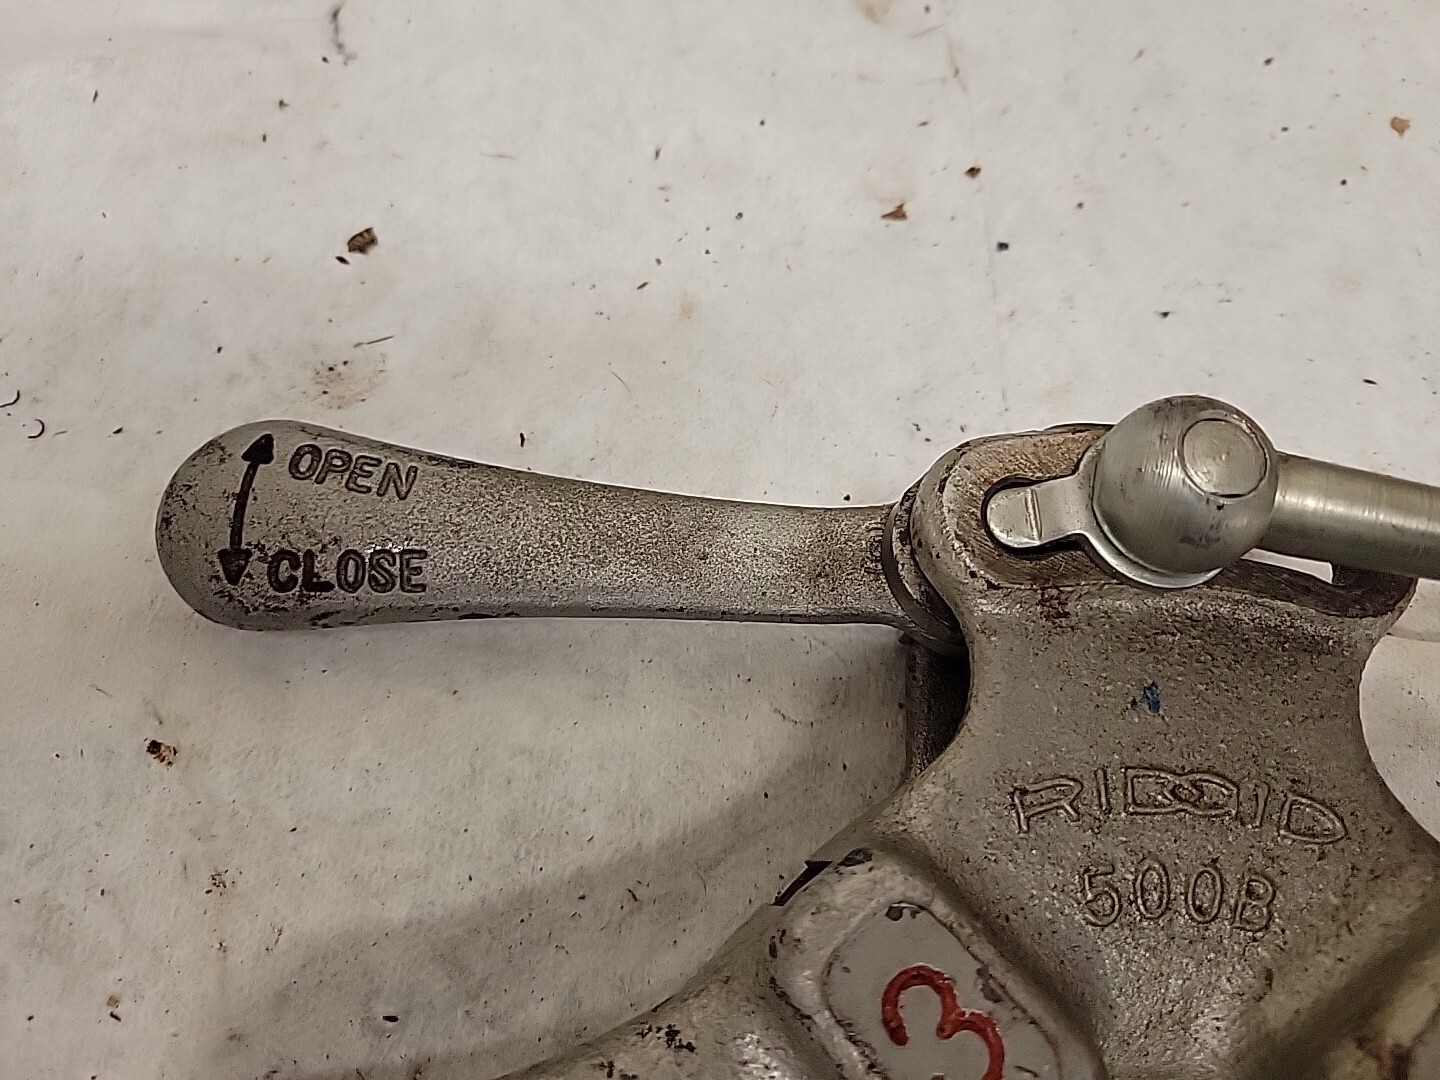 OPEN
CLOSE
RIDGID
500B
3